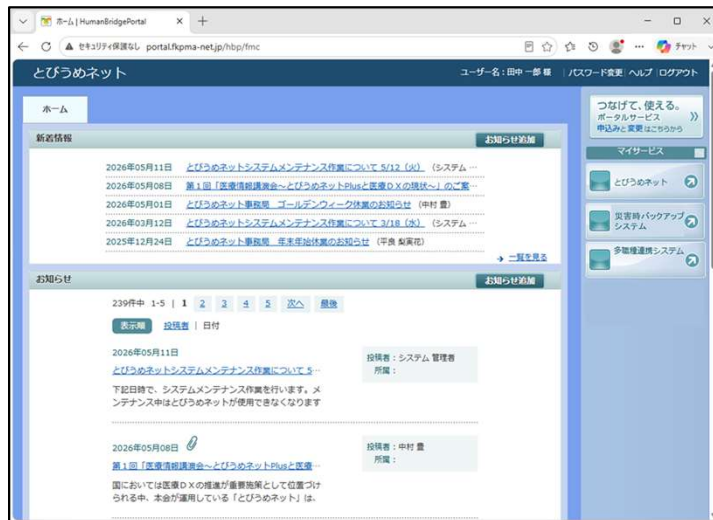 ホーム | HumanBridgePortal
セキュリティ保護なし portal.fkpma-net.jp/hbp/fmc
チャット
とびうめネット
ユーザー名：田中 一郎 様 | パスワード変更 | ヘルプ | ログアウト
ホーム
新着情報
お知らせ追加
2026年05月11日 とびうめネットシステムメンテナンス作業について 5/12（火） （システム …
2026年05月08日 第１回「医療情報講演会～とびうめネットPlusと医療ＤＸの現状～」のご案…
2026年05月01日 とびうめネット事務局 ゴールデンウィーク休業のお知らせ （中村 豊）
2026年03月12日 とびうめネットシステムメンテナンス作業について 3/18（水） （システム …
2025年12月24日 とびうめネット事務局 年末年始休業のお知らせ （平良 梨実花）
一覧を見る
お知らせ
お知らせ追加
239件中 1-5 | 1 2 3 4 5 次へ 最後
表示順 投稿者 | 日付
2026年05月11日
とびうめネットシステムメンテナンス作業について 5…
下記日時で、システムメンテナンス作業を行います。メ
ンテナンス中はとびうめネットが使用できなくなります
投稿者：システム 管理者
所属：
2026年05月08日
第１回「医療情報講演会～とびうめネットPlusと医療…
国においては医療ＤＸの推進が重要施策として位置づけ
られる中、本会が運用している「とびうめネット」は、
投稿者：中村 豊
所属：
つなげて、使える。
ポータルサービス
申込みと変更はこちらから
マイサービス
とびうめネット
災害時バックアップ
システム
多職種連携システム